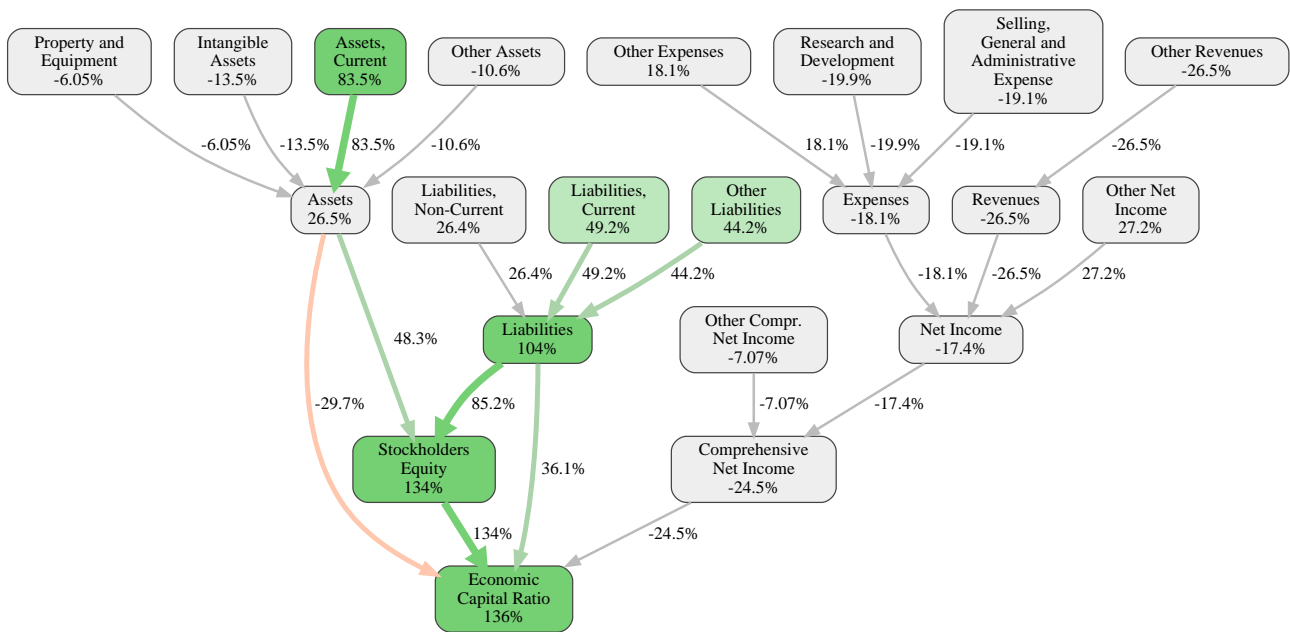 Property and
Equipment
-6.05%
Intangible
Assets
-13.5%
Assets,
Current
83.5%
Other Assets
-10.6%
Other Expenses
18.1%
Research and
Development
-19.9%
Selling,
General and
Administrative
Expense
-19.1%
Other Revenues
-26.5%
-6.05%
-13.5%
83.5%
-10.6%
18.1%
-19.9%
-19.1%
-26.5%
Assets
26.5%
Liabilities,
Non-Current
26.4%
Liabilities,
Current
49.2%
Other
Liabilities
44.2%
Expenses
-18.1%
Revenues
-26.5%
Other Net
Income
27.2%
26.4%
49.2%
44.2%
-18.1%
-26.5%
27.2%
48.3%
Liabilities
104%
Other Compr.
Net Income
-7.07%
Net Income
-17.4%
-29.7%
85.2%
-7.07%
-17.4%
Stockholders
Equity
134%
36.1%
Comprehensive
Net Income
-24.5%
134%
-24.5%
Economic
Capital Ratio
136%